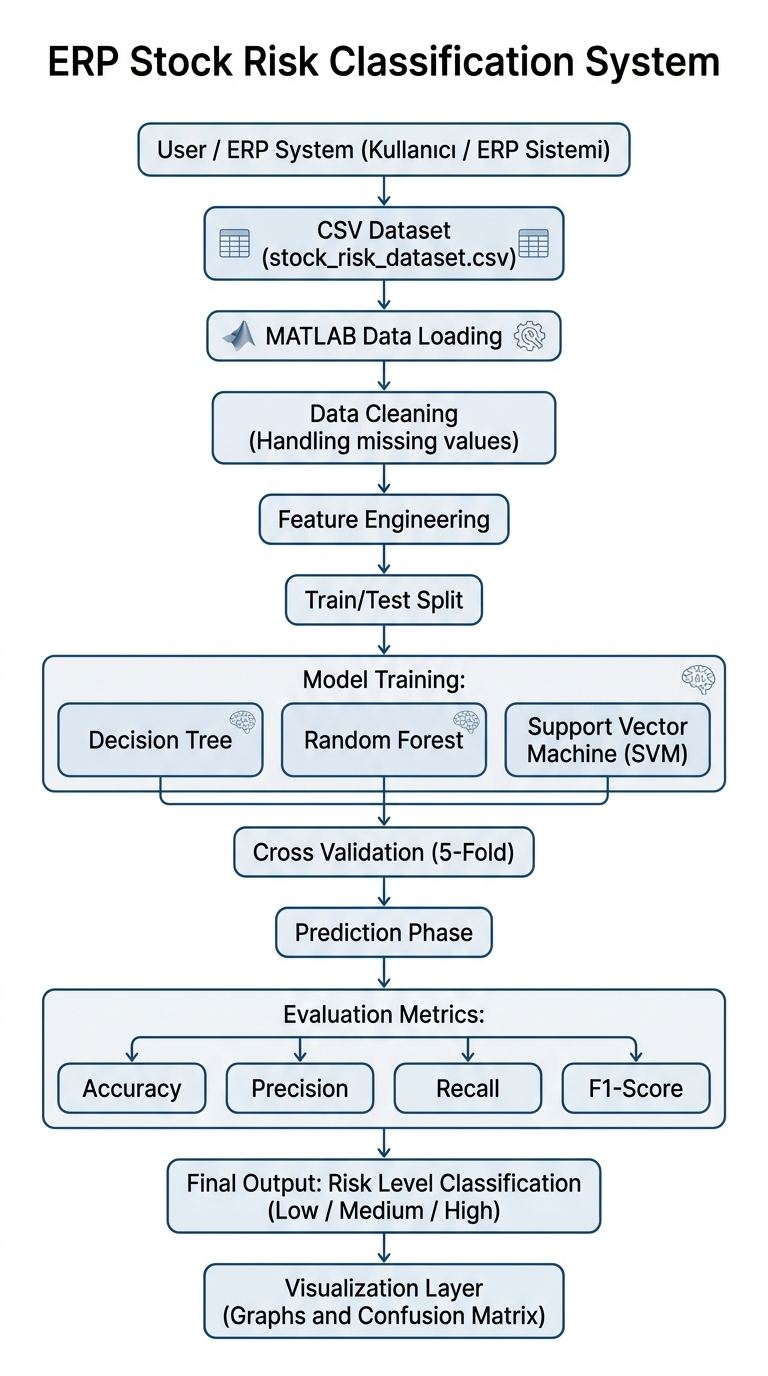 ERP Stock Risk Classification System
User / ERP System (Kullanıcı / ERP Sistemi)
CSV Dataset
(stock_risk_dataset.csv)
MATLAB Data Loading
Data Cleaning
(Handling missing values)
Feature Engineering
Train/Test Split
Model Training:
Decision Tree
Random Forest
Support Vector
Machine (SVM)
Cross Validation (5-Fold)
Prediction Phase
Evaluation Metrics:
Accuracy
Precision
Recall
F1-Score
Final Output: Risk Level Classification
(Low / Medium / High)
Visualization Layer
(Graphs and Confusion Matrix)